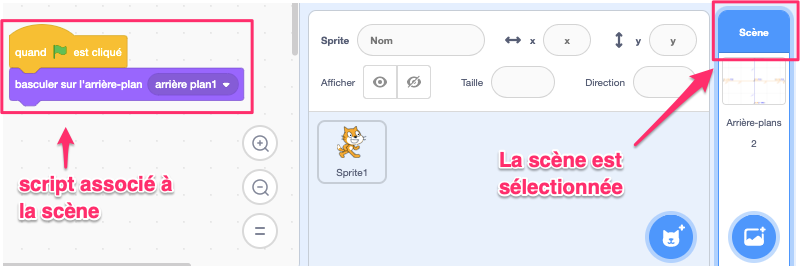 quand est cliqué
basculer sur l'arrière-plan arrière plan1
script associé à
la scène
Sprite Nom x x y y
Afficher Taille Direction
Sprite1
La scène est
sélectionnée
Scène
Arrière-plans
2